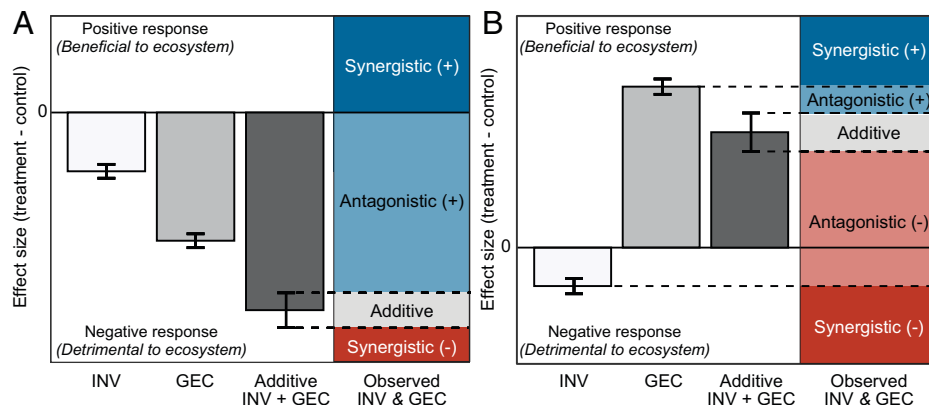 A
Effect size (treatment - control)
0
Positive response
(Beneficial to ecosystem)
Negative response
(Detrimental to ecosystem)
Synergistic (+)
Antagonistic (+)
Additive
Synergistic (-)
INV
GEC
Additive
INV + GEC
Observed
INV & GEC
B
Effect size (treatment - control)
0
Positive response
(Beneficial to ecosystem)
Negative response
(Detrimental to ecosystem)
Synergistic (+)
Antagonistic (+)
Additive
Antagonistic (-)
Synergistic (-)
INV
GEC
Additive
INV + GEC
Observed
INV & GEC